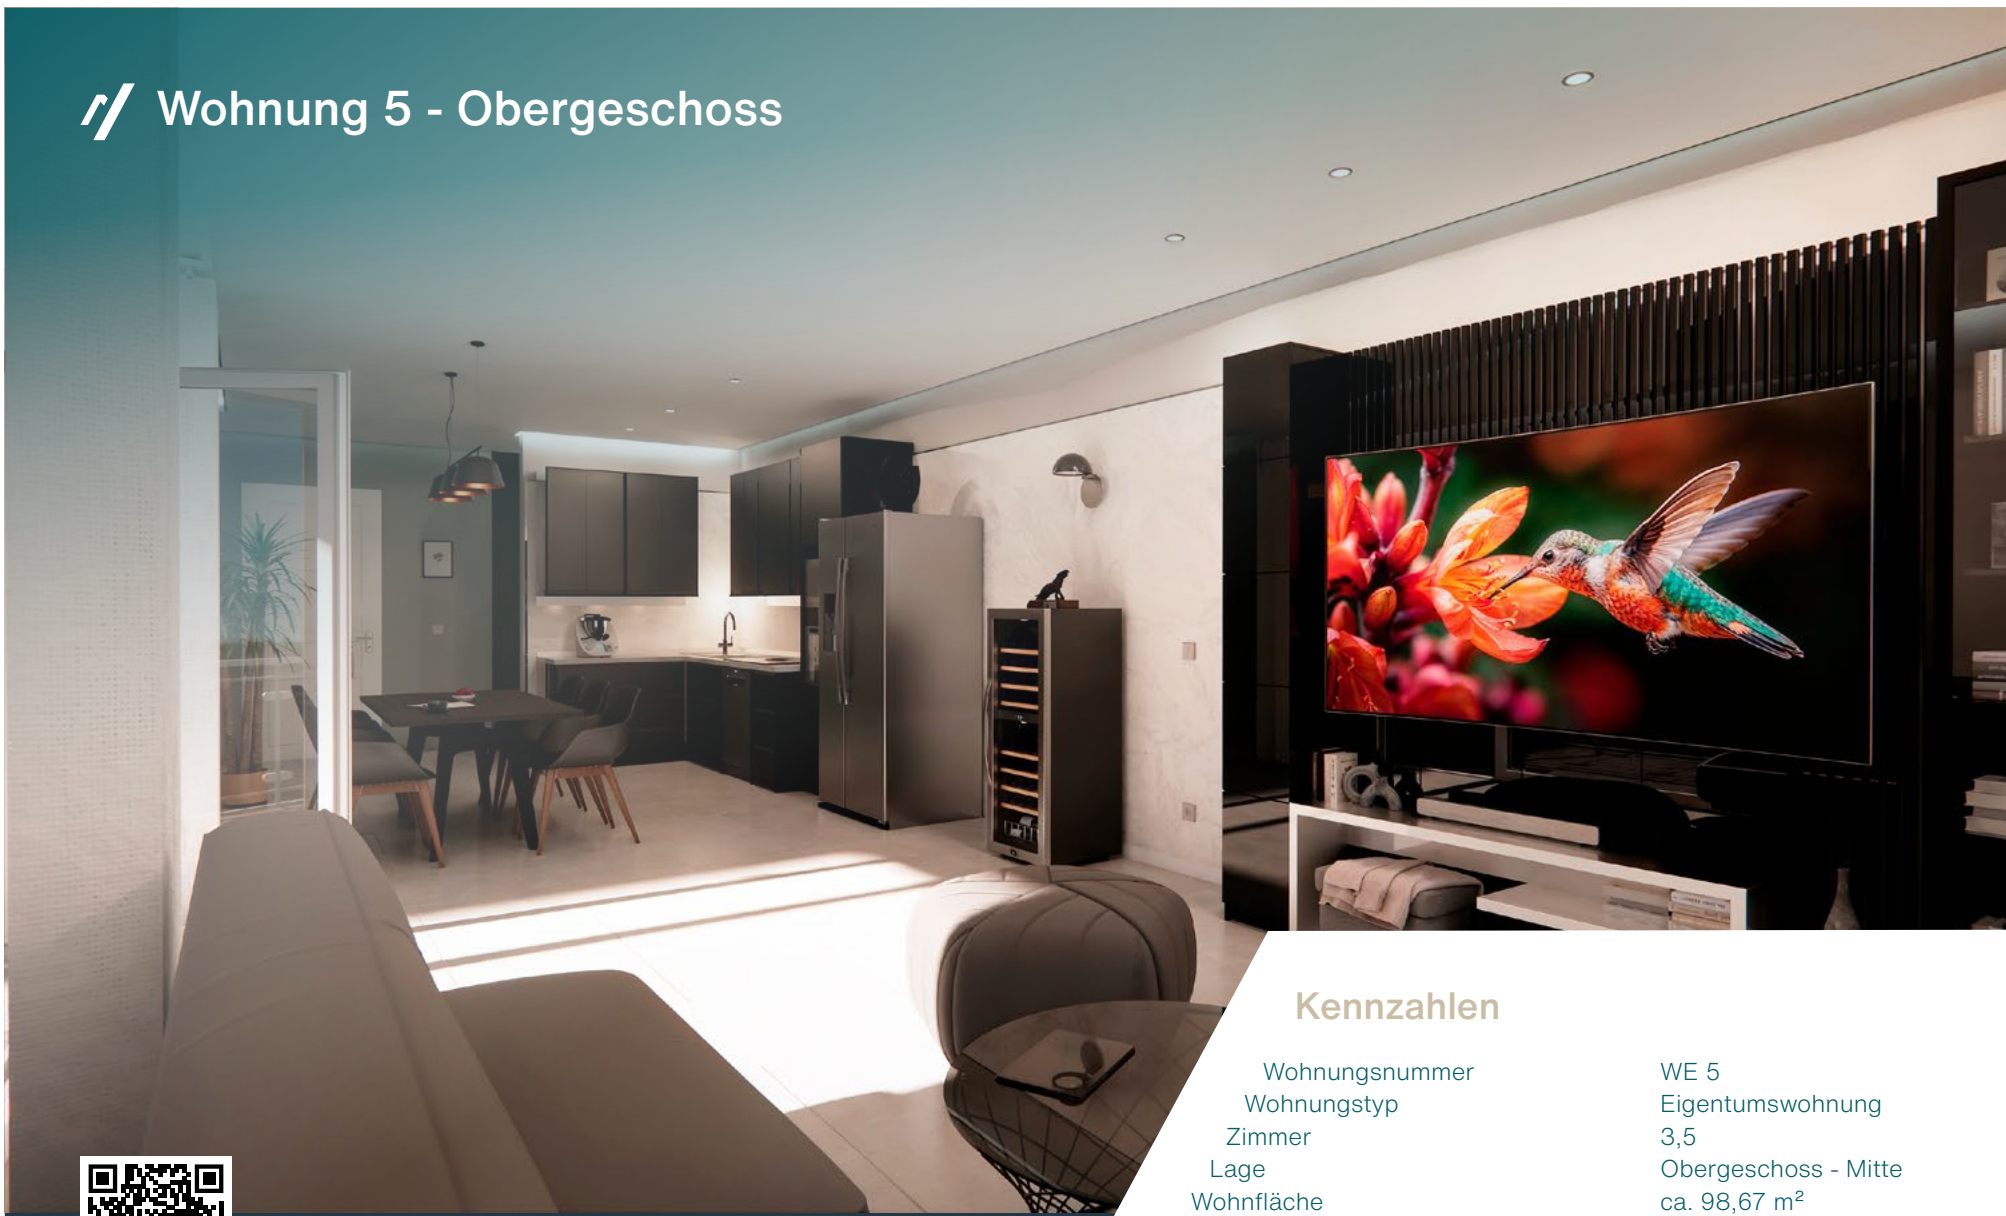 Wohnung 5 - Obergeschoss
Kennzahlen
Wohnungsnummer WE 5
Wohnungstyp Eigentumswohnung
Zimmer 3,5
Lage Obergeschoss - Mitte
Wohnfläche ca. 98,67 m²